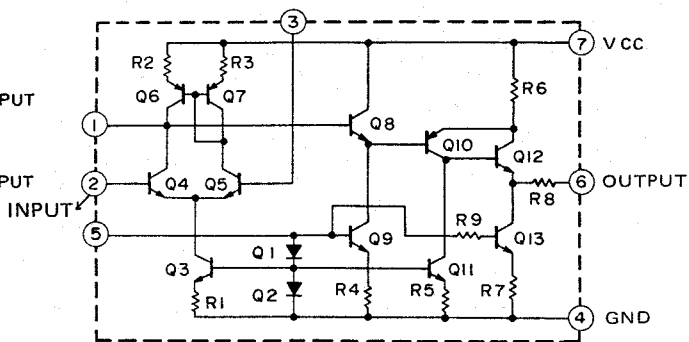 3
7 VCC
R2 R3
R6
Q6 Q7
PUT
1
Q8
Q10
Q12
PUT
2
Q4 Q5
6 OUTPUT
R8
INPUT
5
R9
Q1
Q9
Q13
Q3
Q2
Q11
R1
R4 R5 R7
4 GND